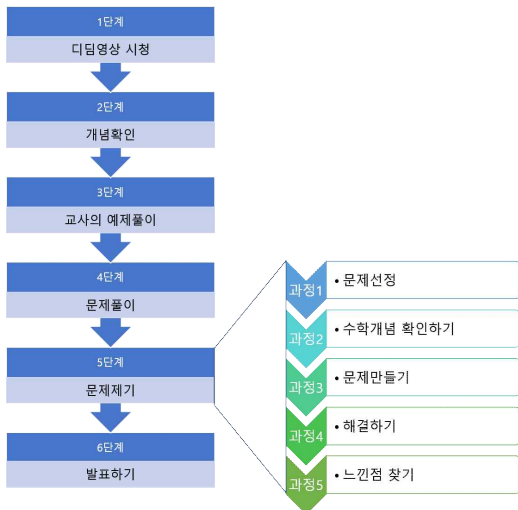 1단계
디딤영상 시청
2단계
개념확인
3단계
교사의 예제풀이
4단계
문제풀이
5단계
문제제기
6단계
발표하기
과정1
• 문제선정
과정2
• 수학개념 확인하기
과정3
• 문제만들기
과정4
• 해결하기
과정5
• 느낀점 찾기